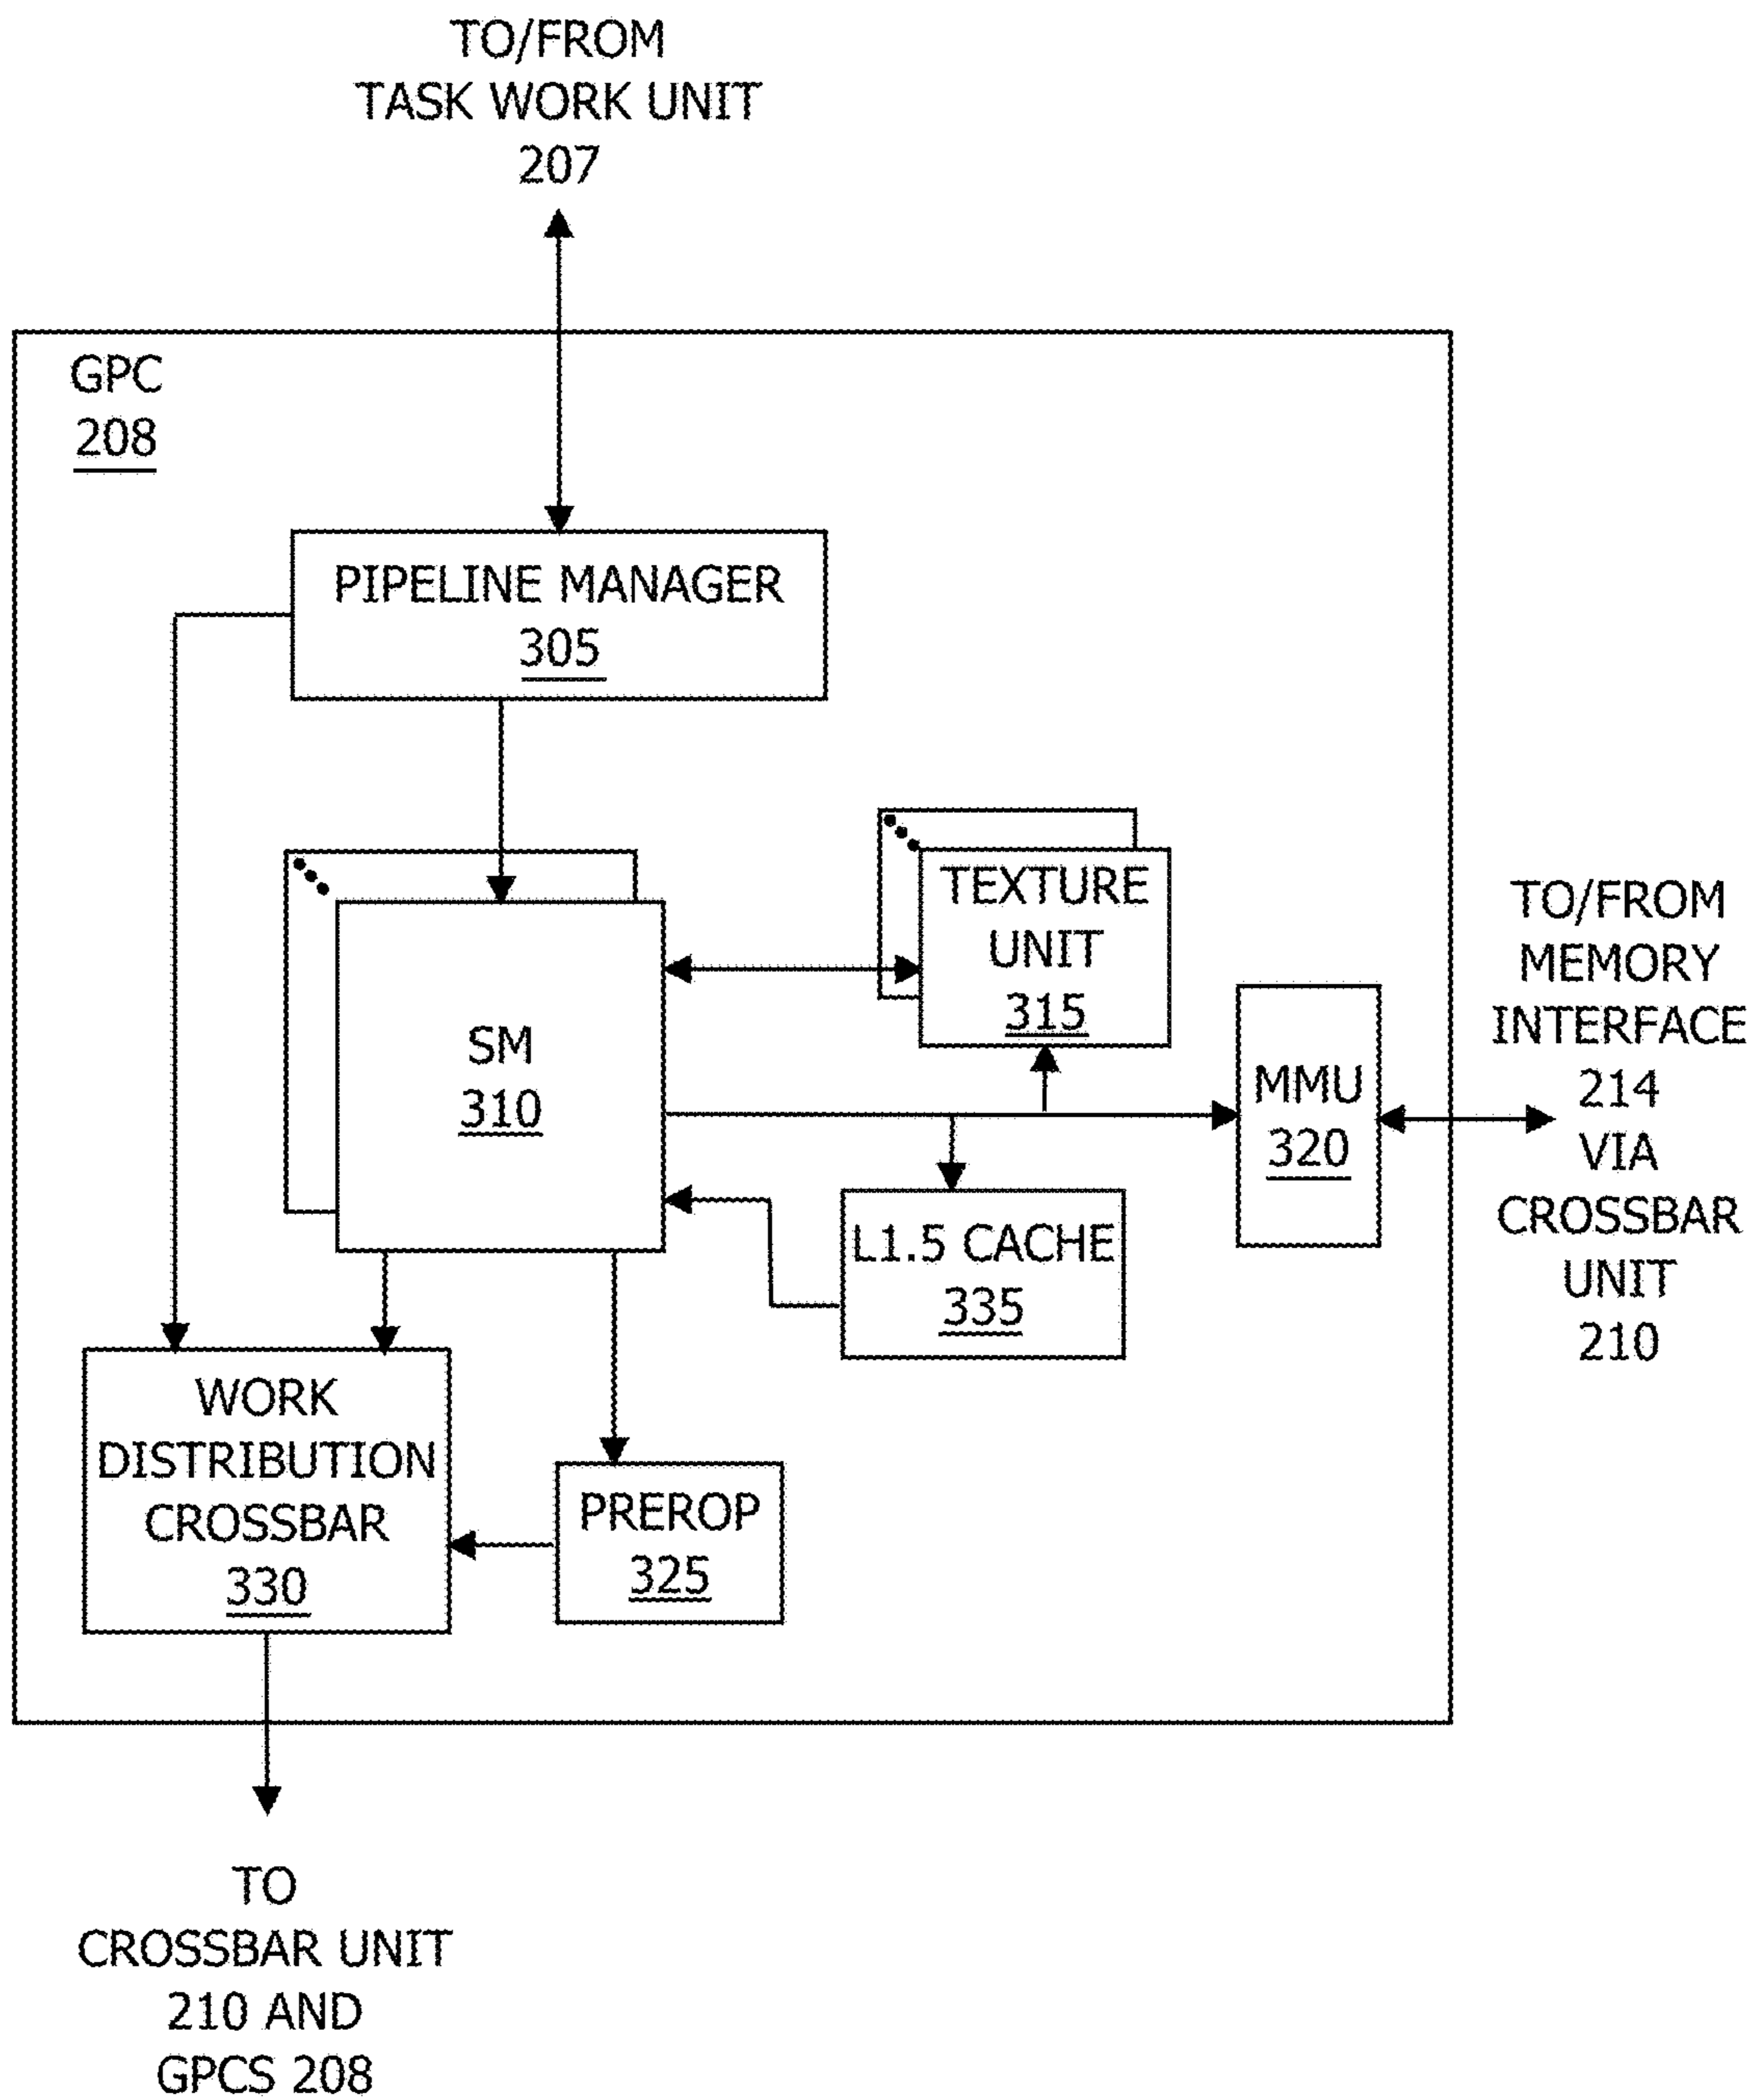 TO/FROM
TASK WORK UNIT
207
GPC
208
PIPELINE MANAGER
305
TEXTURE
UNIT
315
SM
310
MMU
320
TO/FROM
MEMORY
INTERFACE
214
VIA
CROSSBAR
UNIT
210
L1.5 CACHE
335
WORK
DISTRIBUTION
CROSSBAR
330
PREROP
325
TO
CROSSBAR UNIT
210 AND
GPCS 208